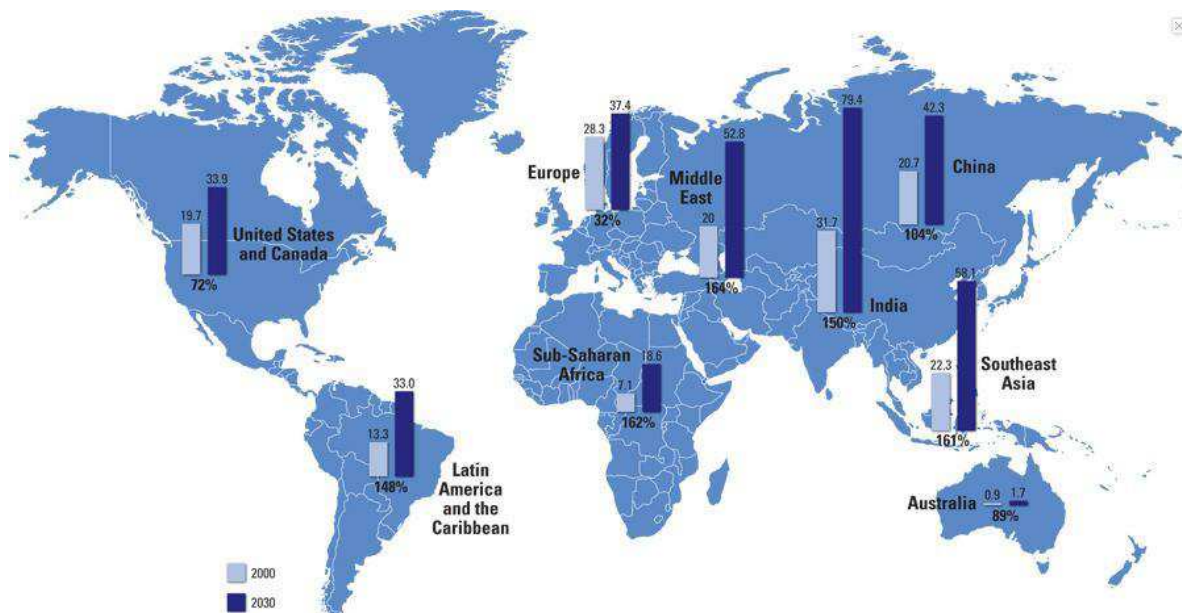 19.7
33.9
United States
and Canada
72%
28.3
37.4
Europe
32%
Middle
East
20
52.8
164%
31.7
79.4
India
150%
20.7
42.3
China
104%
Sub-Saharan
Africa
7.1
18.6
162%
22.3
58.1
Southeast
Asia
161%
13.3
33.0
148%
Latin
America
and the
Caribbean
Australia
0.9
1.7
89%
2000
2030